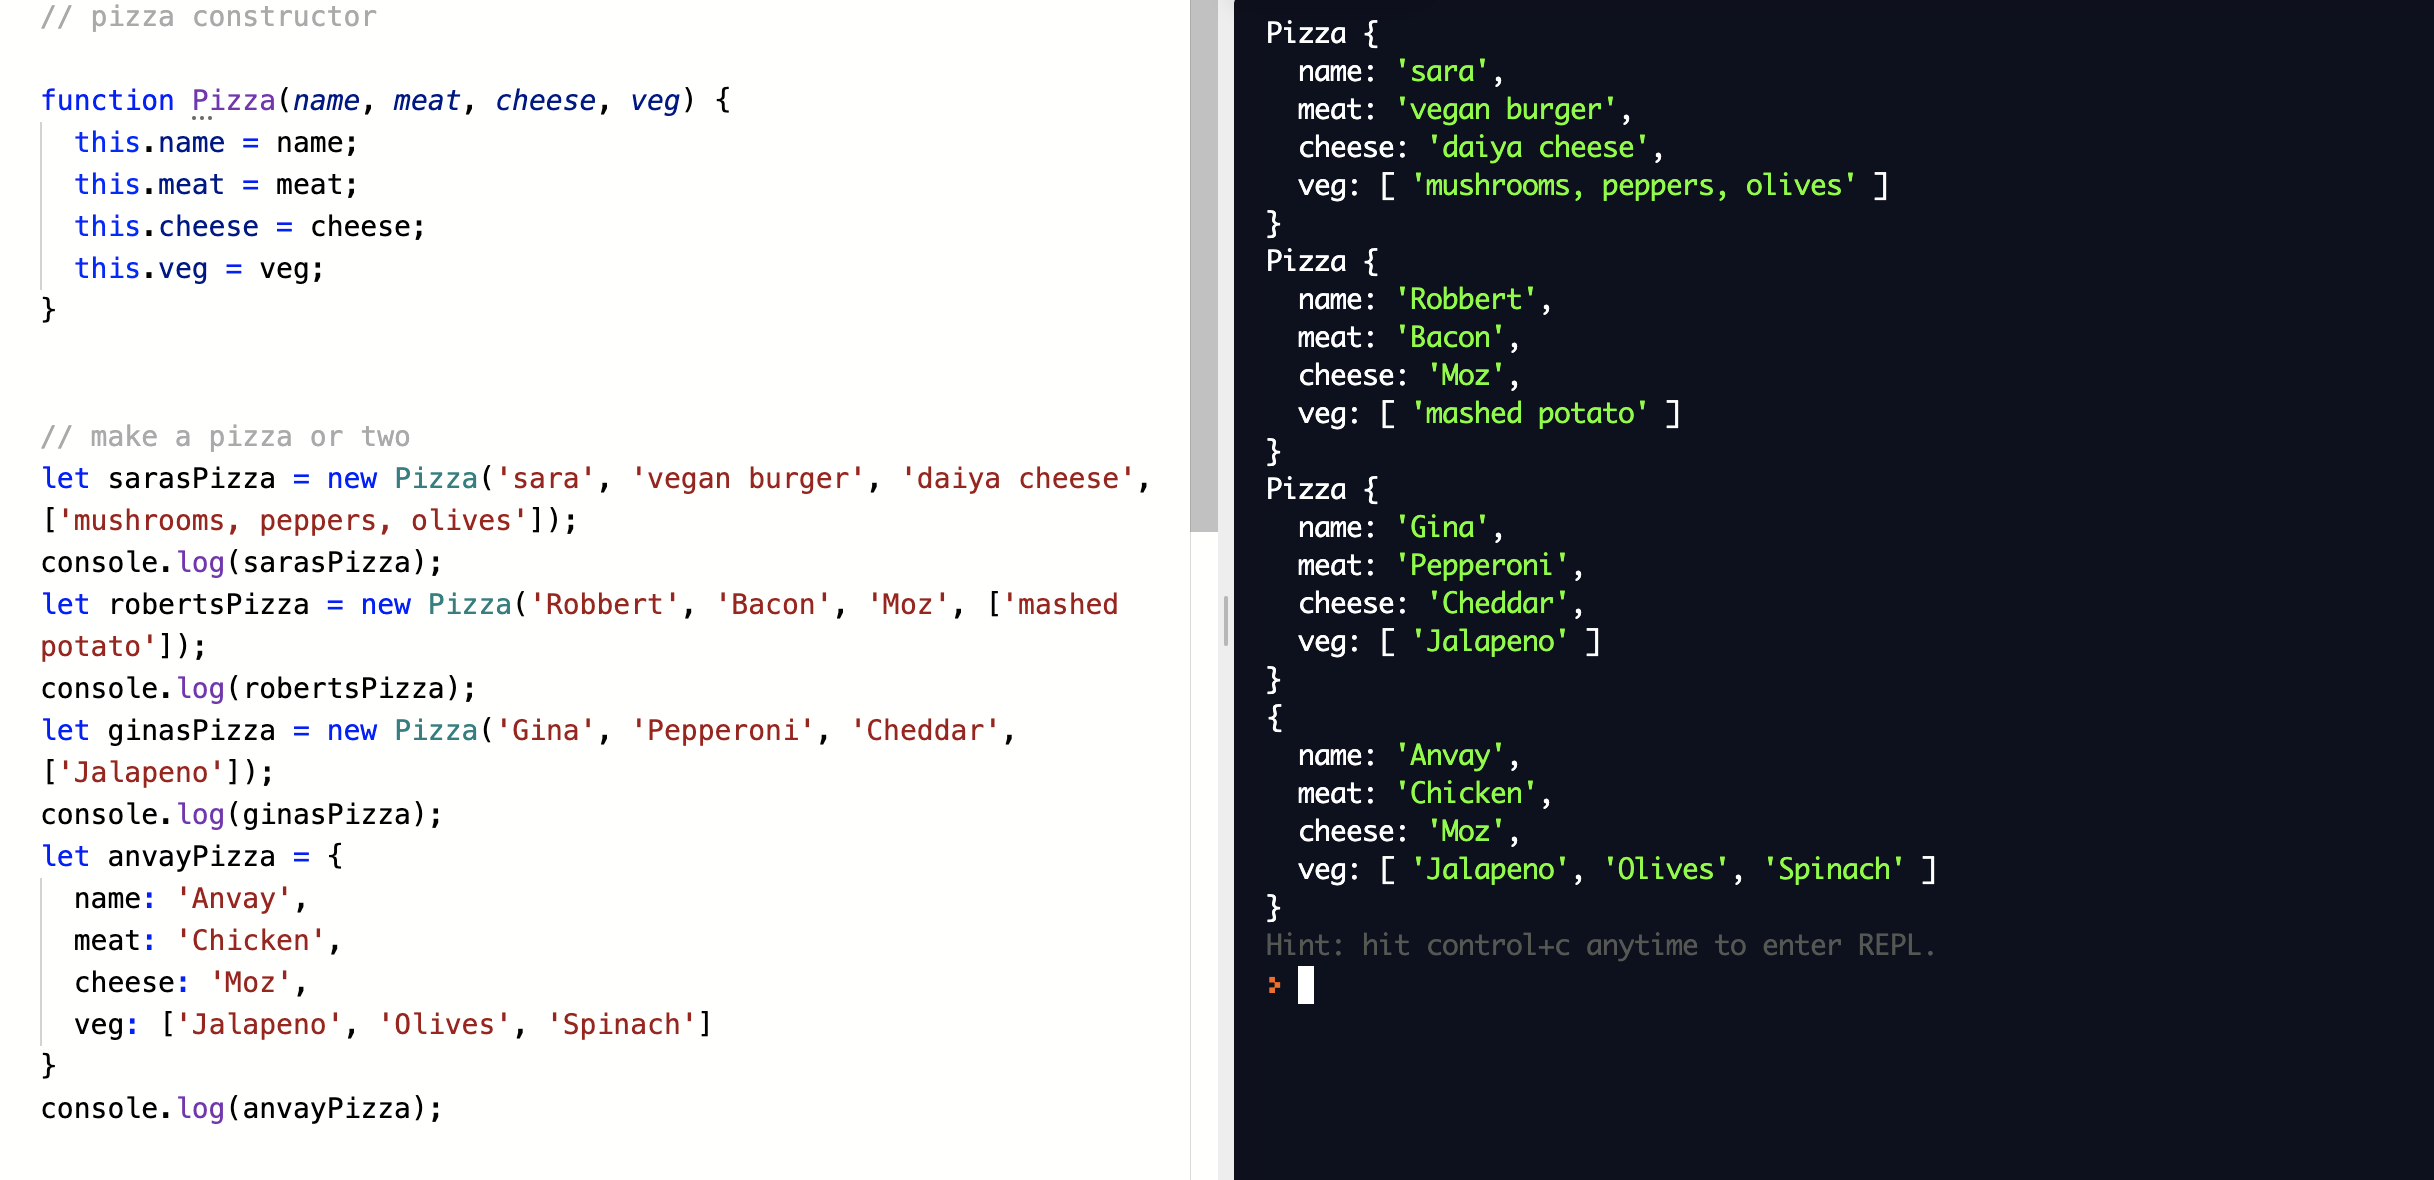 // pizza constructor
function Pizza(name, meat, cheese, veg) {
this.name = name;
this.meat = meat;
this.cheese = cheese;
this.veg = veg;
}
// make a pizza or two
let sarasPizza = new Pizza('sara', 'vegan burger', 'daiya cheese',
['mushrooms, peppers, olives']);
console.log(sarasPizza);
let robertsPizza = new Pizza('Robbert', 'Bacon', 'Moz', ['mashed
potato']);
console.log(robertsPizza);
let ginasPizza = new Pizza('Gina', 'Pepperoni', 'Cheddar',
['Jalapeno']);
console.log(ginasPizza);
let anvayPizza = {
name: 'Anvay',
meat: 'Chicken',
cheese: 'Moz',
veg: ['Jalapeno', 'Olives', 'Spinach']
}
console.log(anvayPizza);
Pizza {
name: 'sara',
meat: 'vegan burger',
cheese: 'daiya cheese',
veg: [ 'mushrooms, peppers, olives' ]
}
Pizza {
name: 'Robbert',
meat: 'Bacon',
cheese: 'Moz',
veg: [ 'mashed potato' ]
}
Pizza {
name: 'Gina',
meat: 'Pepperoni',
cheese: 'Cheddar',
veg: [ 'Jalapeno' ]
}
{
name: 'Anvay',
meat: 'Chicken',
cheese: 'Moz',
veg: [ 'Jalapeno', 'Olives', 'Spinach' ]
}
Hint: hit control+c anytime to enter REPL.